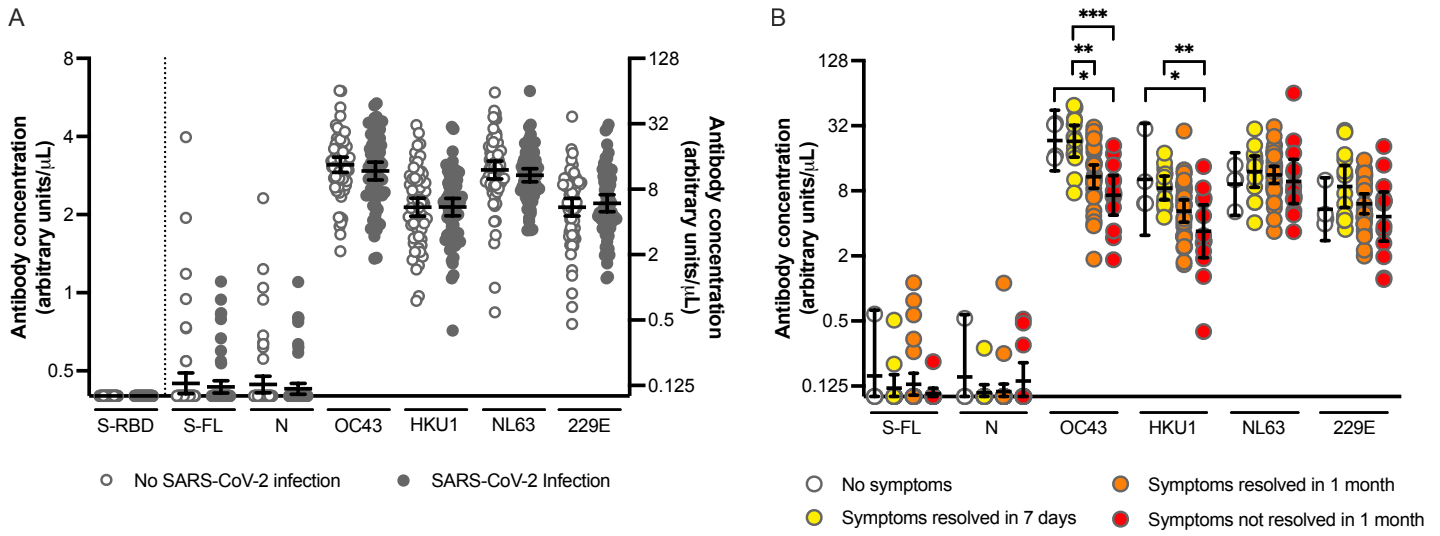 A
Antibody concentration
(arbitrary units/µL)
8
4
2
1
0.5
128
32
8
2
0.5
0.125
Antibody concentration
(arbitrary units/µL)
S-RBD S-FL N OC43 HKU1 NL63 229E
No SARS-CoV-2 infection SARS-CoV-2 Infection
B
Antibody concentration
(arbitrary units/µL)
128
32
8
2
0.5
0.125
***
** **
* *
S-FL N OC43 HKU1 NL63 229E
No symptoms Symptoms resolved in 1 month
Symptoms resolved in 7 days Symptoms not resolved in 1 month